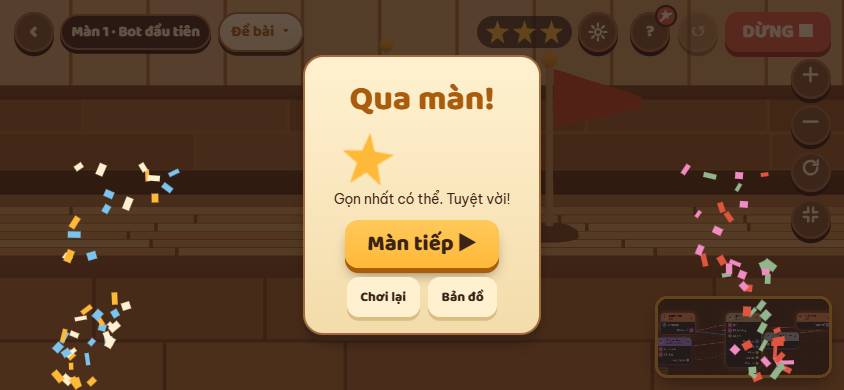 Màn 1 · Bot đầu tiên
Đề bài
?
DỪNG
Qua màn!
Gọn nhất có thể. Tuyệt vời!
Màn tiếp ▶
Chơi lại
Bản đồ